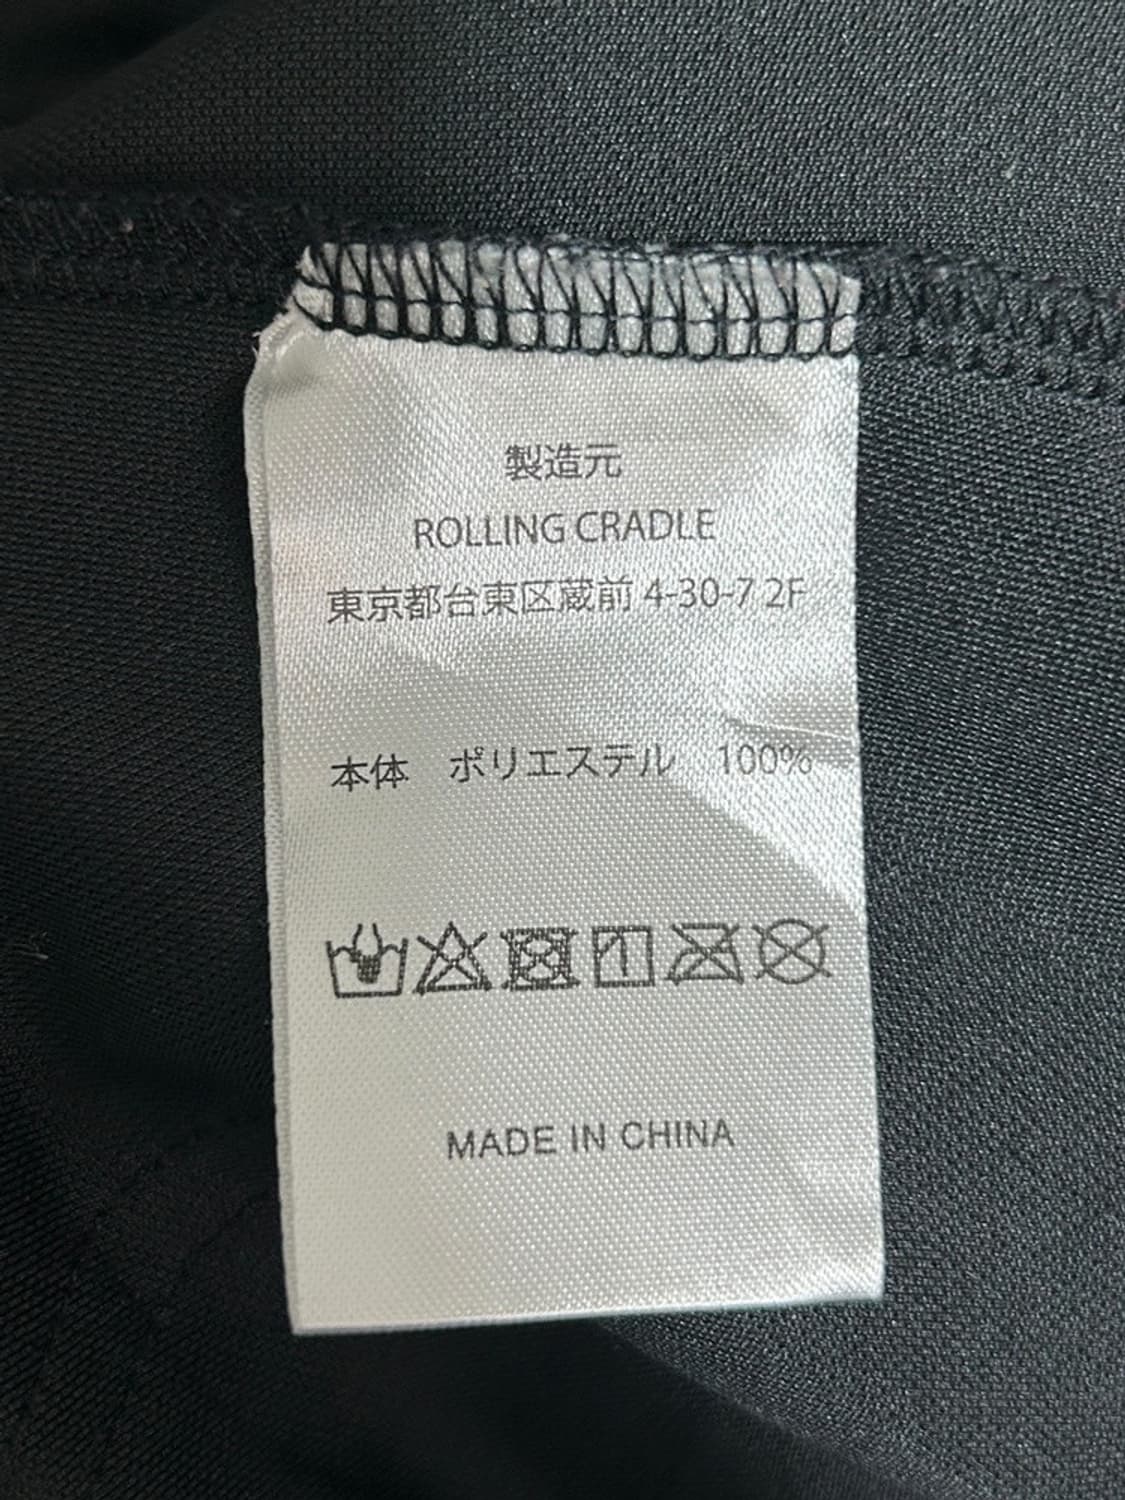 製造元
ROLLING CRADLE
東京都台東区蔵前 4-30-7 2F
本体 ポリエステル 100%
MADE IN CHINA